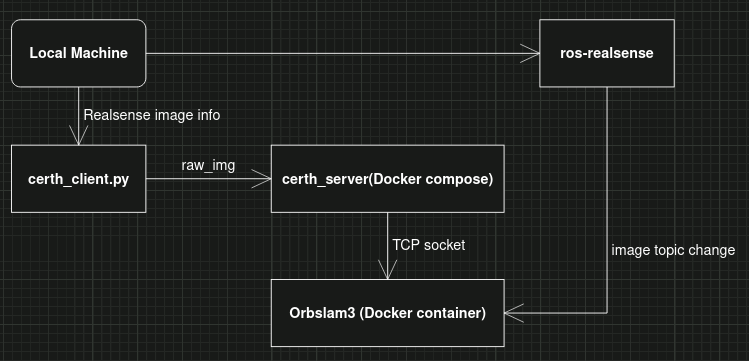 Local Machine
ros-realsense
Realsense image info
certh_client.py
raw_img
certh_server(Docker compose)
TCP socket
image topic change
Orbslam3 (Docker container)